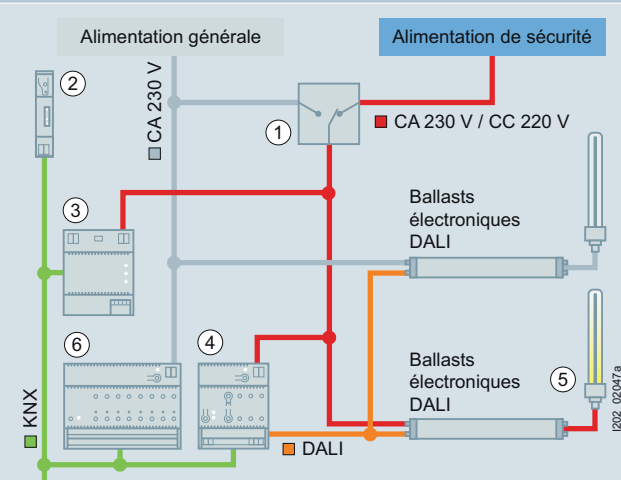 Alimentation générale
Alimentation de sécurité
2
CA 230 V
1
CA 230 V / CC 220 V
3
Ballasts
électroniques
DALI
6
4
Ballasts
électroniques
DALI
5
KNX
DALI
I202_02047a